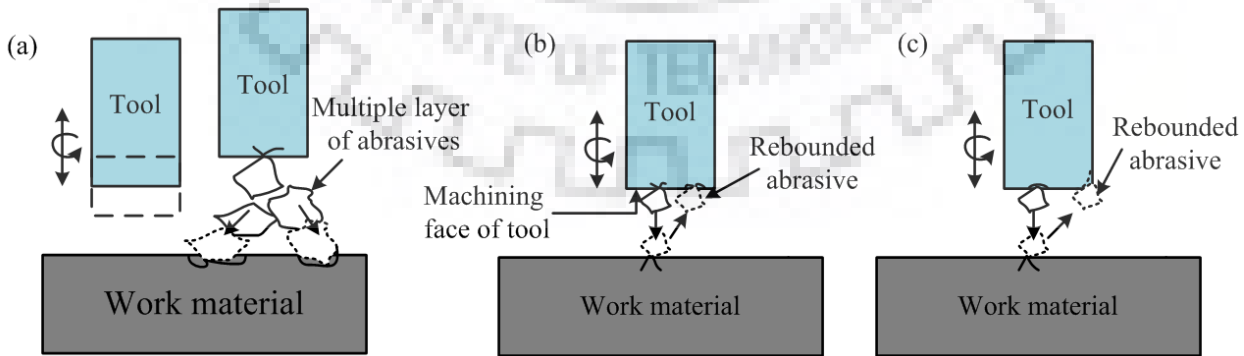 (a)
Tool
Tool
Multiple layer
of abrasives
Work material
(b)
Tool
Rebounded
abrasive
Machining
face of tool
Work material
(c)
Tool
Rebounded
abrasive
Work material